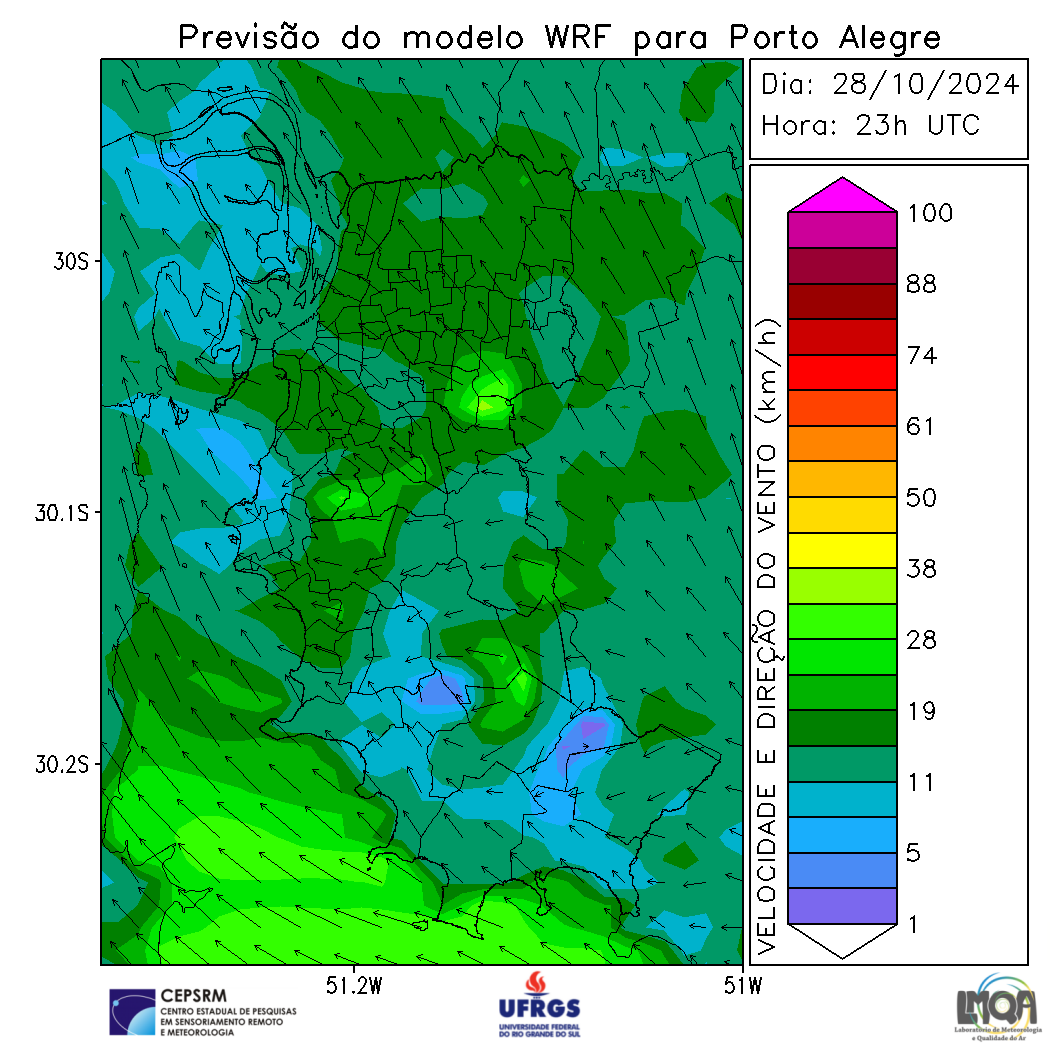 Previsão do modelo WRF para Porto Alegre
Dia: 28/10/2024
Hora: 23h UTC
30S
30.1S
30.2S
51.2W
51W
VELOCIDADE E DIREÇÃO DO VENTO (km/h)
100
88
74
61
50
38
28
19
11
5
1
CEPSRM
CENTRO ESTADUAL DE PESQUISAS
EM SENSORIAMENTO REMOTO
E METEOROLOGIA
UFRGS
UNIVERSIDADE FEDERAL
DO RIO GRANDE DO SUL
LMQA
Laboratório de Meteorologia
e Qualidade do Ar